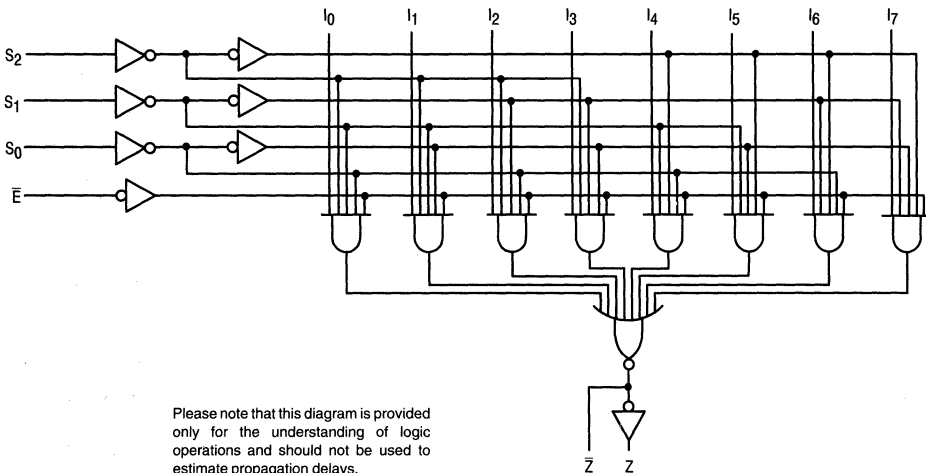 I0 I1 I2 I3 I4 I5 I6 I7
S2
S1
S0
E̅
Please note that this diagram is provided
only for the understanding of logic
operations and should not be used to
estimate propagation delays.
Z̅ Z